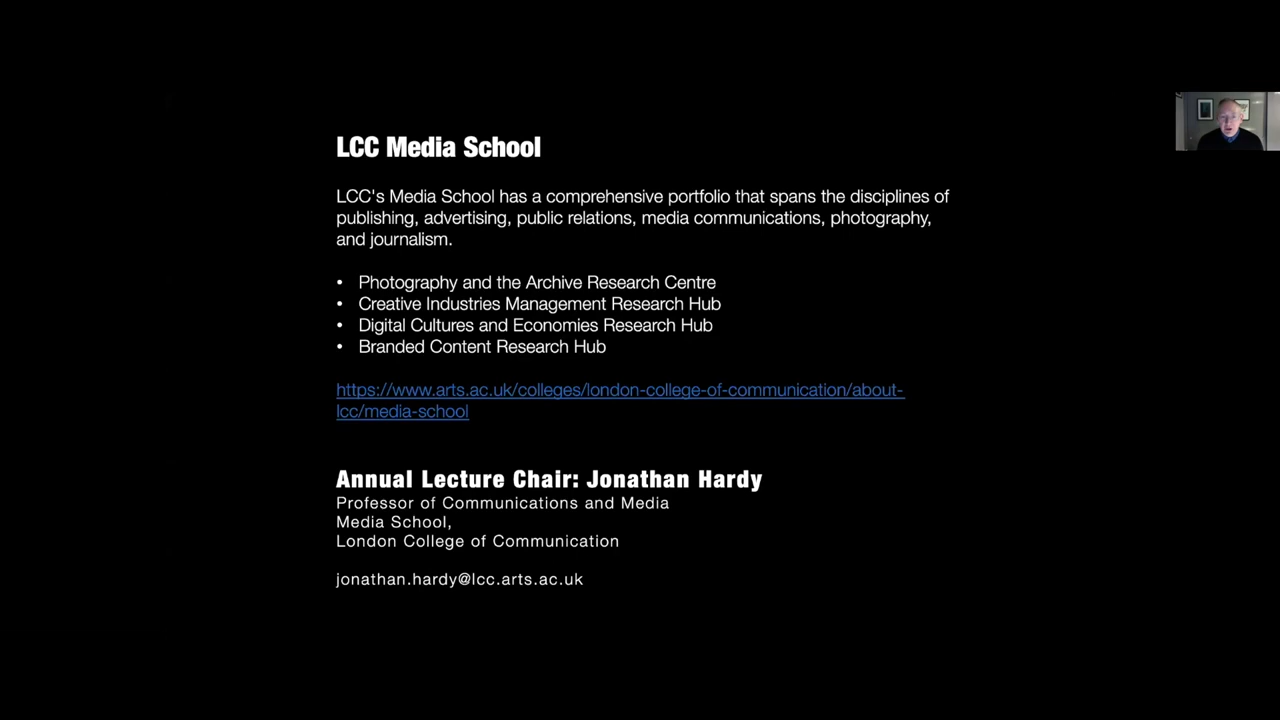 LCC Media School
LCC's Media School has a comprehensive portfolio that spans the disciplines of
publishing, advertising, public relations, media communications, photography,
and journalism.
• Photography and the Archive Research Centre
• Creative Industries Management Research Hub
• Digital Cultures and Economies Research Hub
• Branded Content Research Hub
https://www.arts.ac.uk/colleges/london-college-of-communication/about-
lcc/media-school
Annual Lecture Chair: Jonathan Hardy
Professor of Communications and Media
Media School,
London College of Communication
jonathan.hardy@lcc.arts.ac.uk